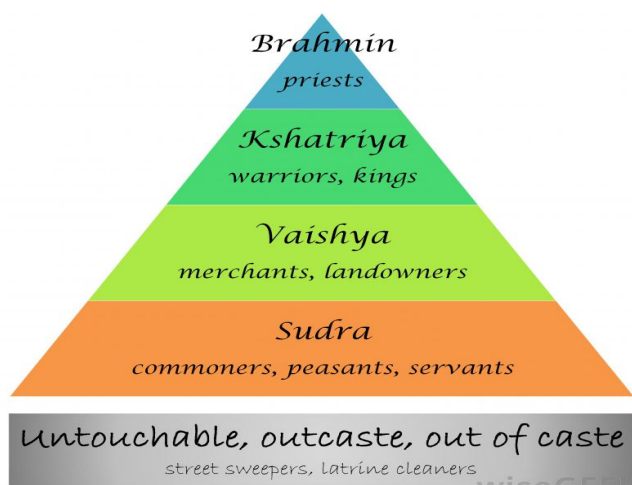 Brahmin
priests
Kshatriya
warriors, kings
Vaishya
merchants, landowners
Sudra
commoners, peasants, servants
Untouchable, outcaste, out of caste
street sweepers, latrine cleaners